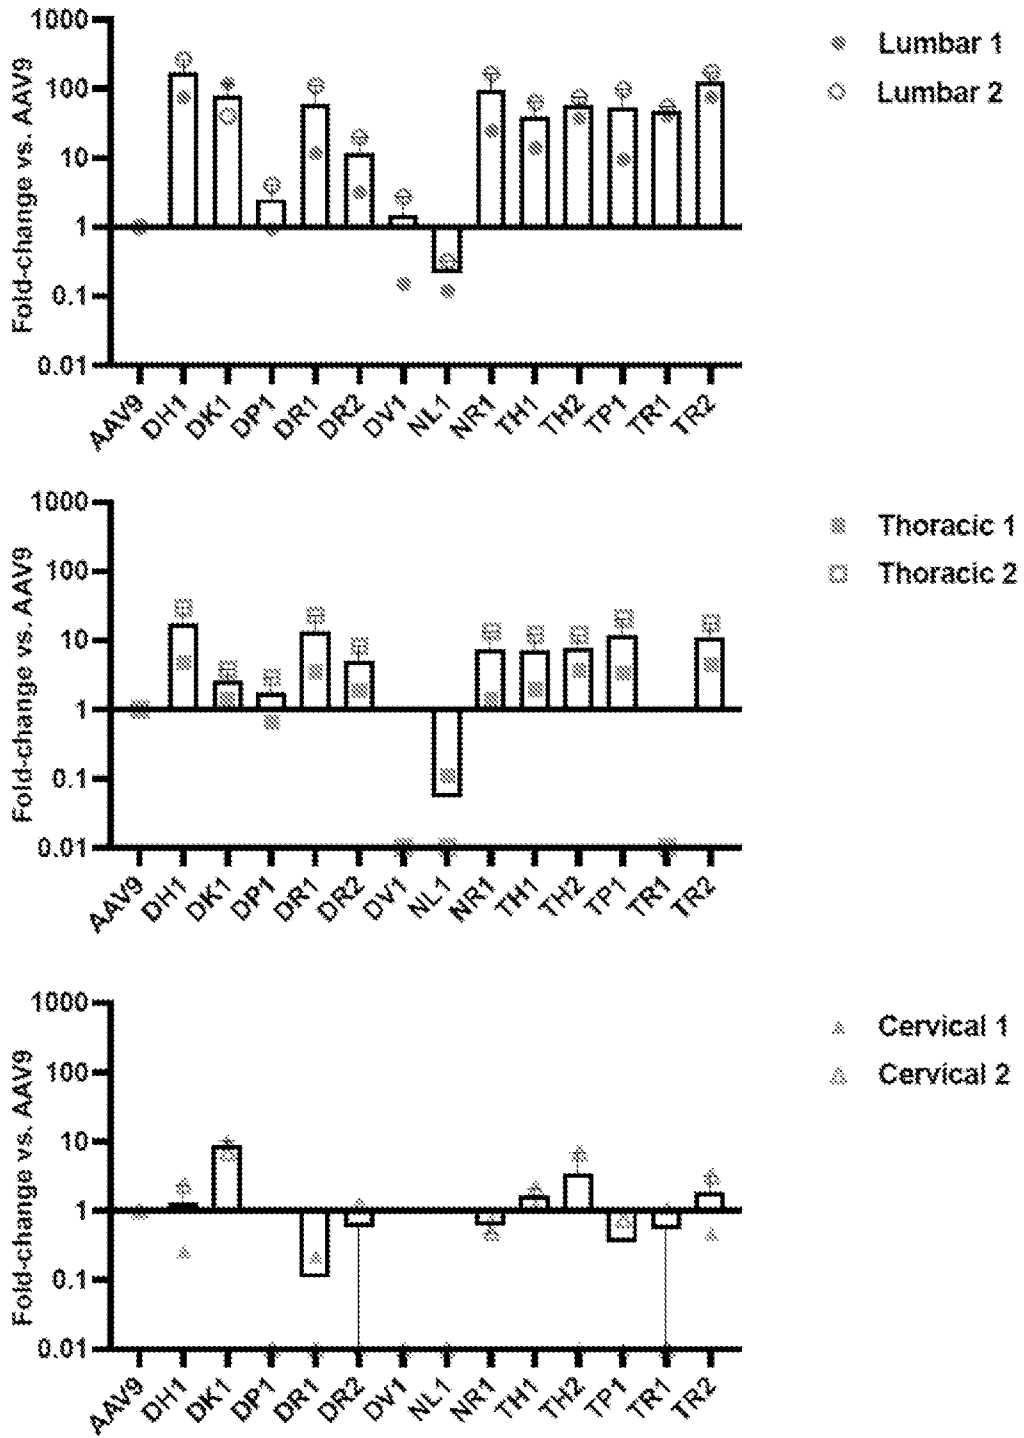 Fold-change vs. AAV9
1000
100
10
1
0.1
0.01
AAV9 DH1 DK1 DP1 DR1 DR2 DV1 NL1 NR1 TH1 TH2 TP1 TR1 TR2
Lumbar 1
Lumbar 2
Fold-change vs. AAV9
1000
100
10
1
0.1
0.01
AAV9 DH1 DK1 DP1 DR1 DR2 DV1 NL1 NR1 TH1 TH2 TP1 TR1 TR2
Thoracic 1
Thoracic 2
Fold-change vs. AAV9
1000
100
10
1
0.1
0.01
AAV9 DH1 DK1 DP1 DR1 DR2 DV1 NL1 NR1 TH1 TH2 TP1 TR1 TR2
Cervical 1
Cervical 2